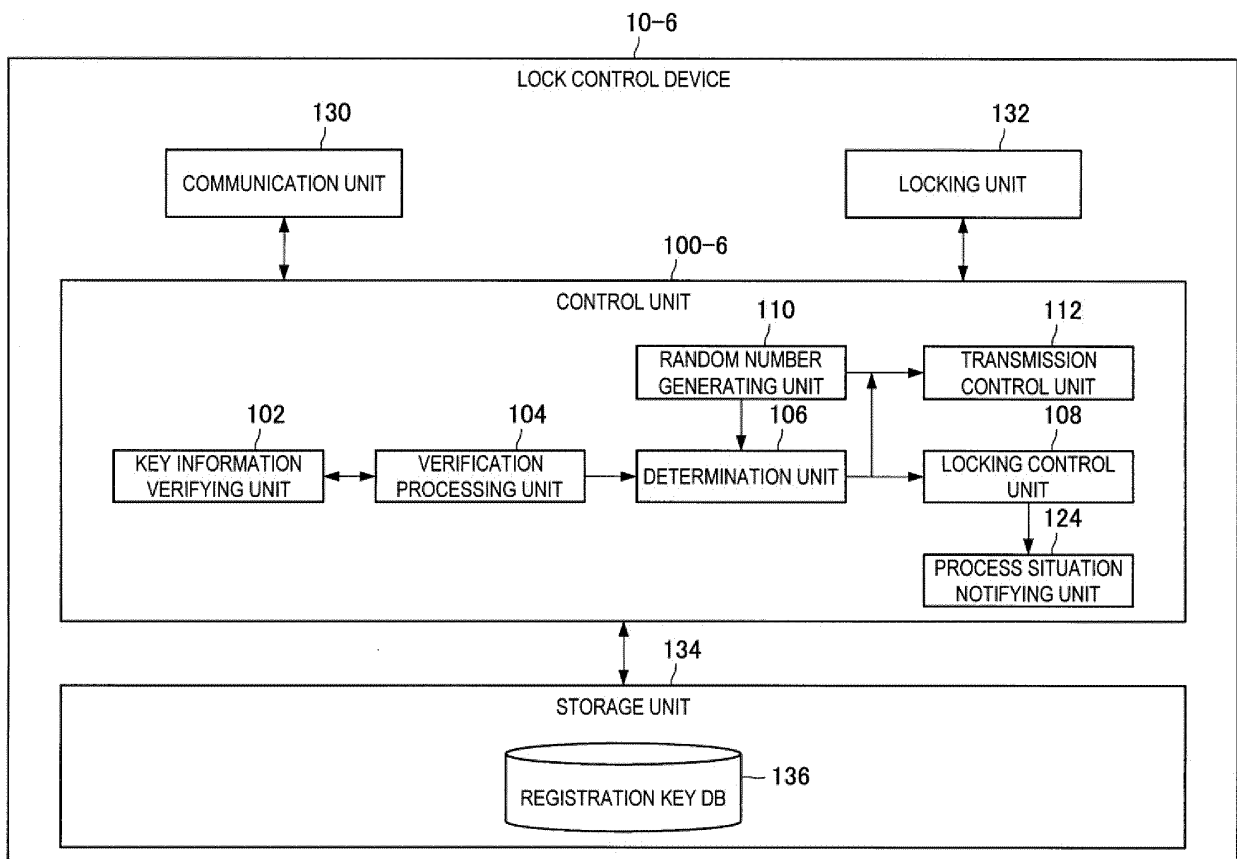 10-6
LOCK CONTROL DEVICE
130
132
COMMUNICATION UNIT
LOCKING UNIT
100-6
CONTROL UNIT
110
112
RANDOM NUMBER
GENERATING UNIT
TRANSMISSION
CONTROL UNIT
102
104
106
108
KEY INFORMATION
VERIFYING UNIT
VERIFICATION
PROCESSING UNIT
DETERMINATION UNIT
LOCKING CONTROL
UNIT
124
PROCESS SITUATION
NOTIFYING UNIT
134
STORAGE UNIT
136
REGISTRATION KEY DB